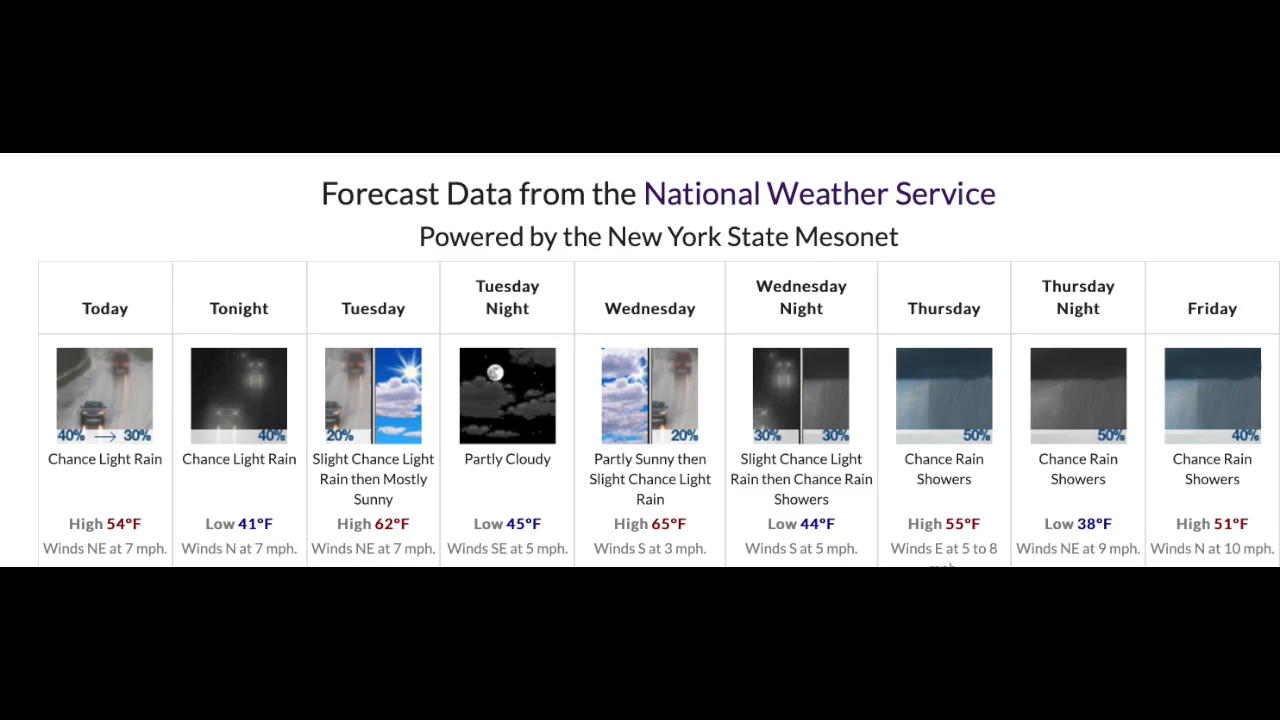 Forecast Data from the National Weather Service
Powered by the New York State Mesonet
Today
Tonight
Tuesday
Tuesday
Night
Wednesday
Wednesday
Night
Thursday
Thursday
Night
Friday
40% → 30%
40%
20%
20%
30% 30%
50%
50%
40%
Chance Light Rain
Chance Light Rain
Slight Chance Light
Rain then Mostly
Sunny
Partly Cloudy
Partly Sunny then
Slight Chance Light
Rain
Slight Chance Light
Rain then Chance Rain
Showers
Chance Rain
Showers
Chance Rain
Showers
Chance Rain
Showers
High 54°F
Low 41°F
High 62°F
Low 45°F
High 65°F
Low 44°F
High 55°F
Low 38°F
High 51°F
Winds NE at 7 mph.
Winds N at 7 mph.
Winds NE at 7 mph.
Winds SE at 5 mph.
Winds S at 3 mph.
Winds S at 5 mph.
Winds E at 5 to 8
Winds NE at 9 mph.
Winds N at 10 mph.